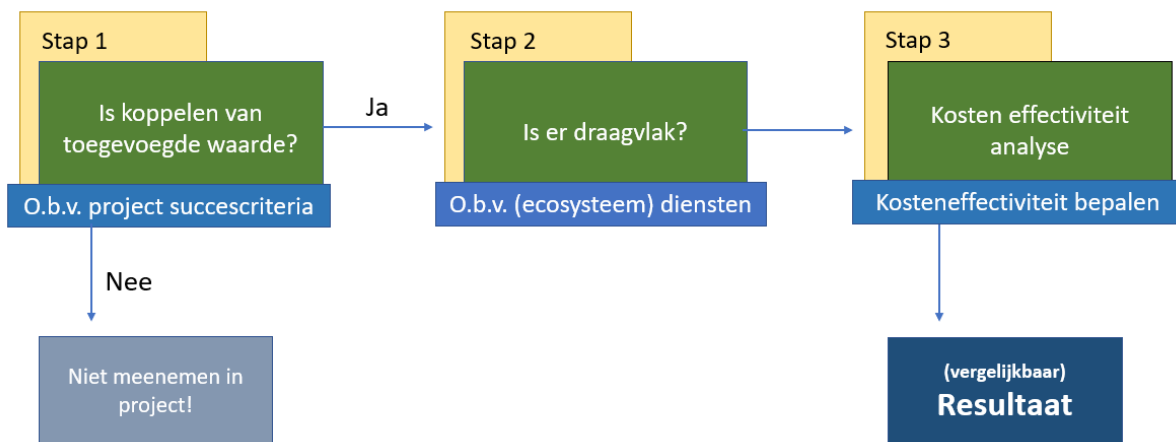 Stap 1
Is koppelen van
toegevoegde waarde?
O.b.v. project succescriteria
Ja
Nee
Niet meenemen in
project!
Stap 2
Is er draagvlak?
O.b.v. (ecosysteem) diensten
Stap 3
Kosten effectiviteit
analyse
Kosteneffectiviteit bepalen
(vergelijkbaar)
Resultaat